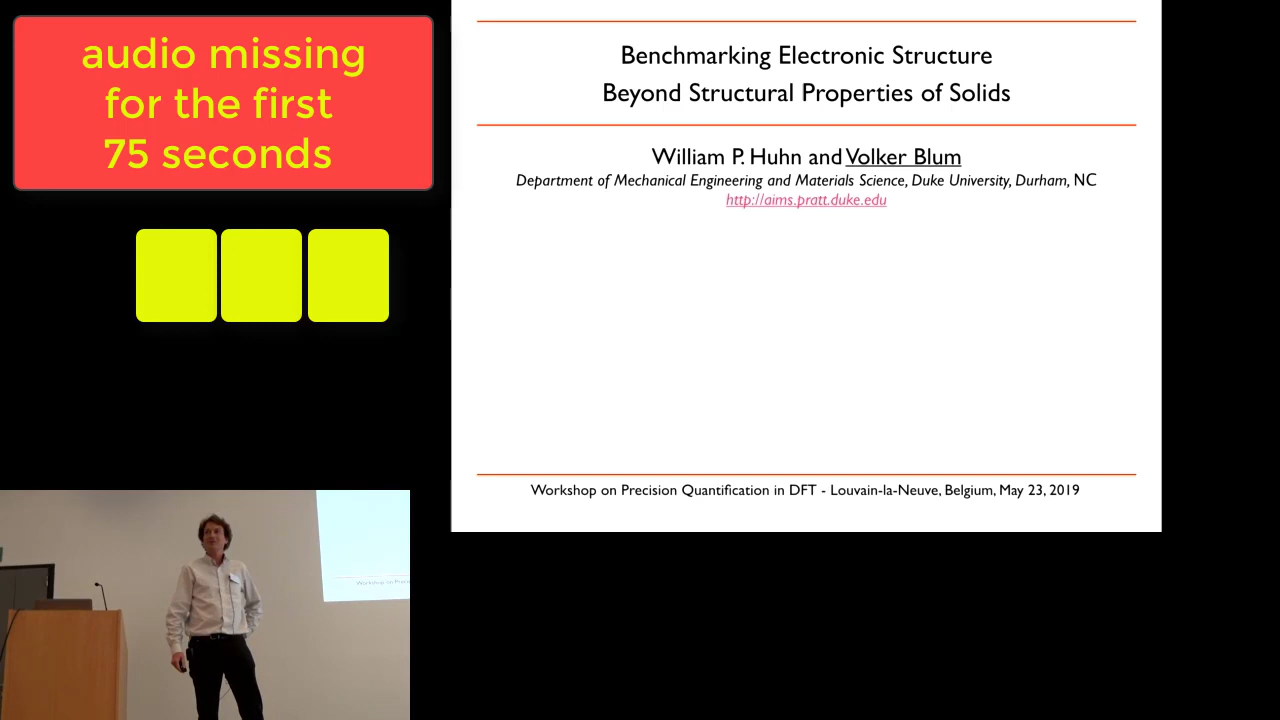 audio missing
for the first
75 seconds
Benchmarking Electronic Structure
Beyond Structural Properties of Solids
William P. Huhn and Volker Blum
Department of Mechanical Engineering and Materials Science, Duke University, Durham, NC
http://aims.pratt.duke.edu
Workshop on Precision Quantification in DFT - Louvain-la-Neuve, Belgium, May 23, 2019